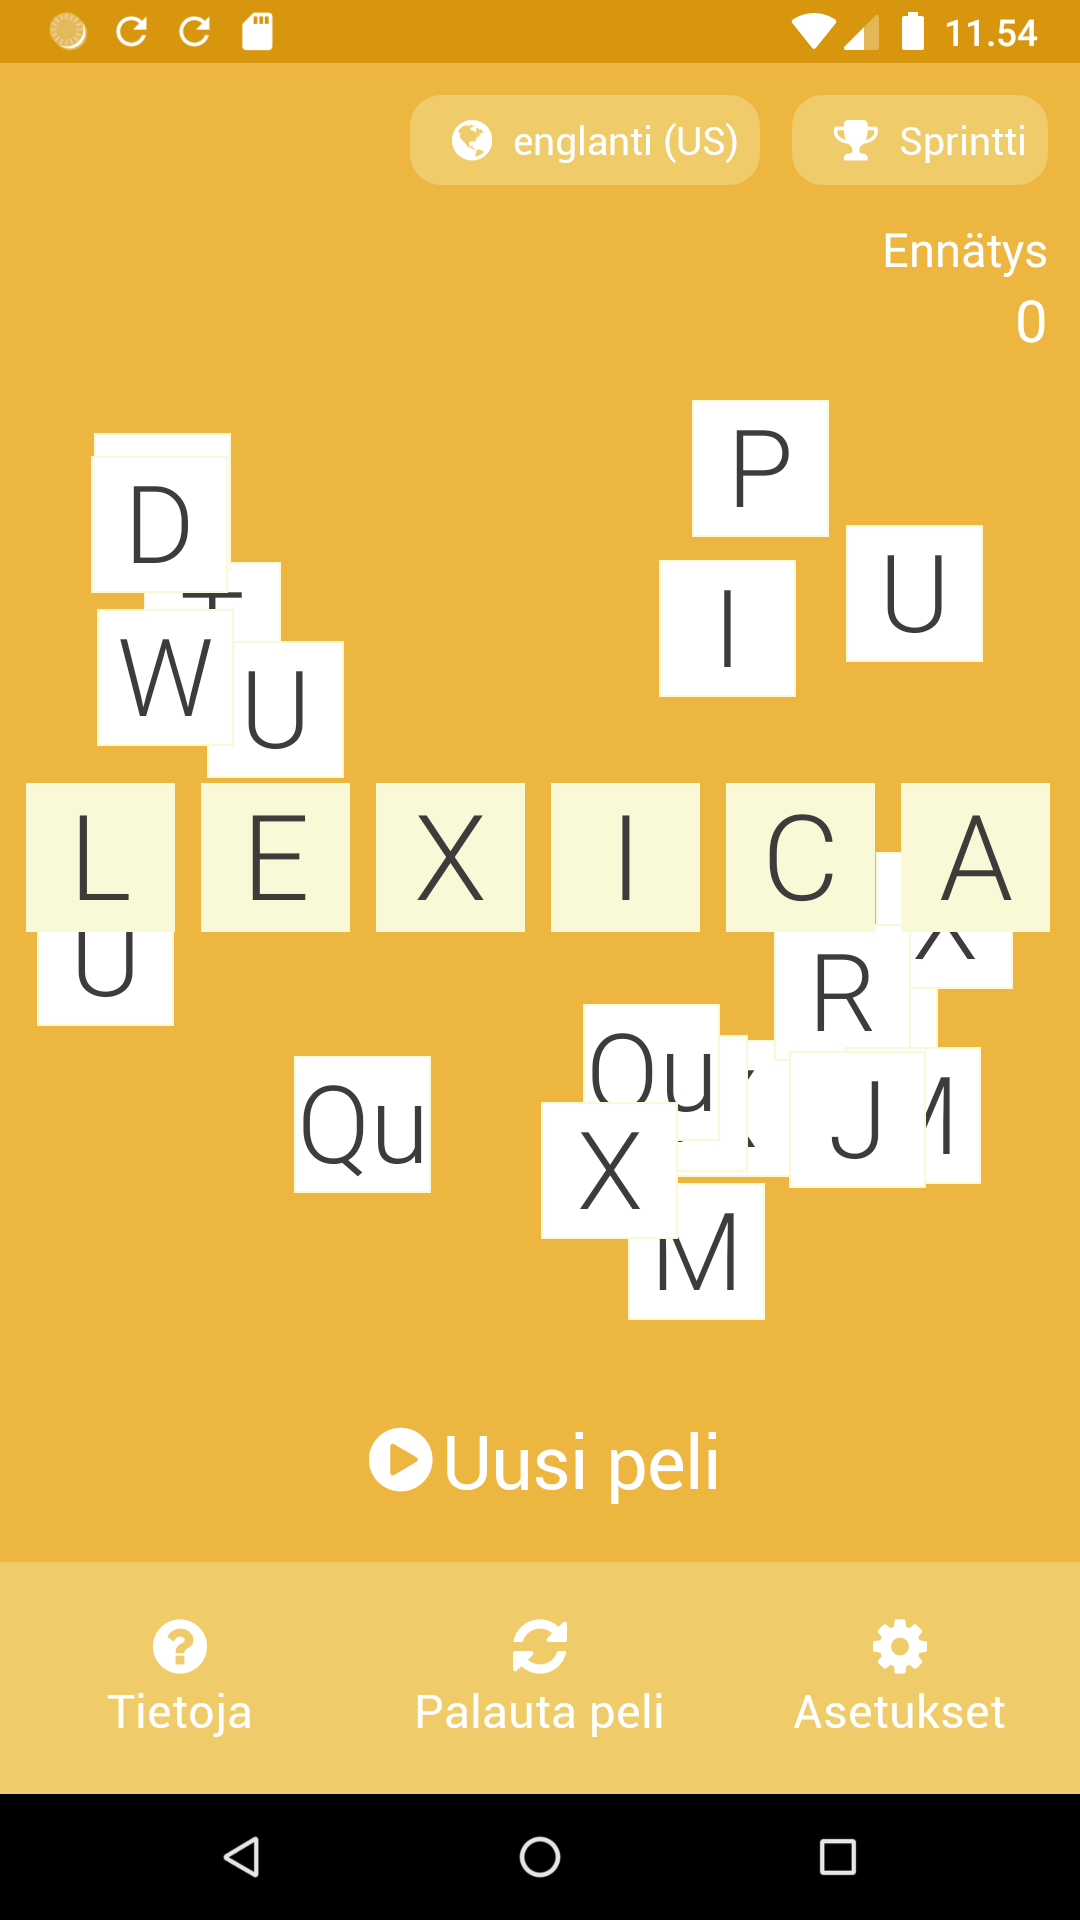 11.54
englanti (US)
Sprintti
Ennätys
0
P
D
U
T
I
W
U
L E X I C A
U
X
R
Qu
Qu
J
M
X
M
Uusi peli
Tietoja
Palauta peli
Asetukset